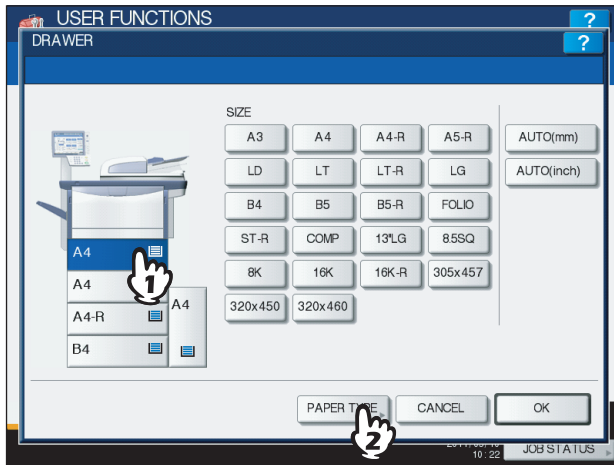 USER FUNCTIONS ?
DRAWER ?
SIZE
A3 A4 A4-R A5-R AUTO(mm)
LD LT LT-R LG AUTO(inch)
B4 B5 B5-R FOLIO
ST-R COMP 13"LG 8.5SQ
8K 16K 16K-R 305x457
320x450 320x460
A4
1
A4
A4
A4-R
B4
PAPER TYPE CANCEL OK
2
10 : 22 JOB STATUS